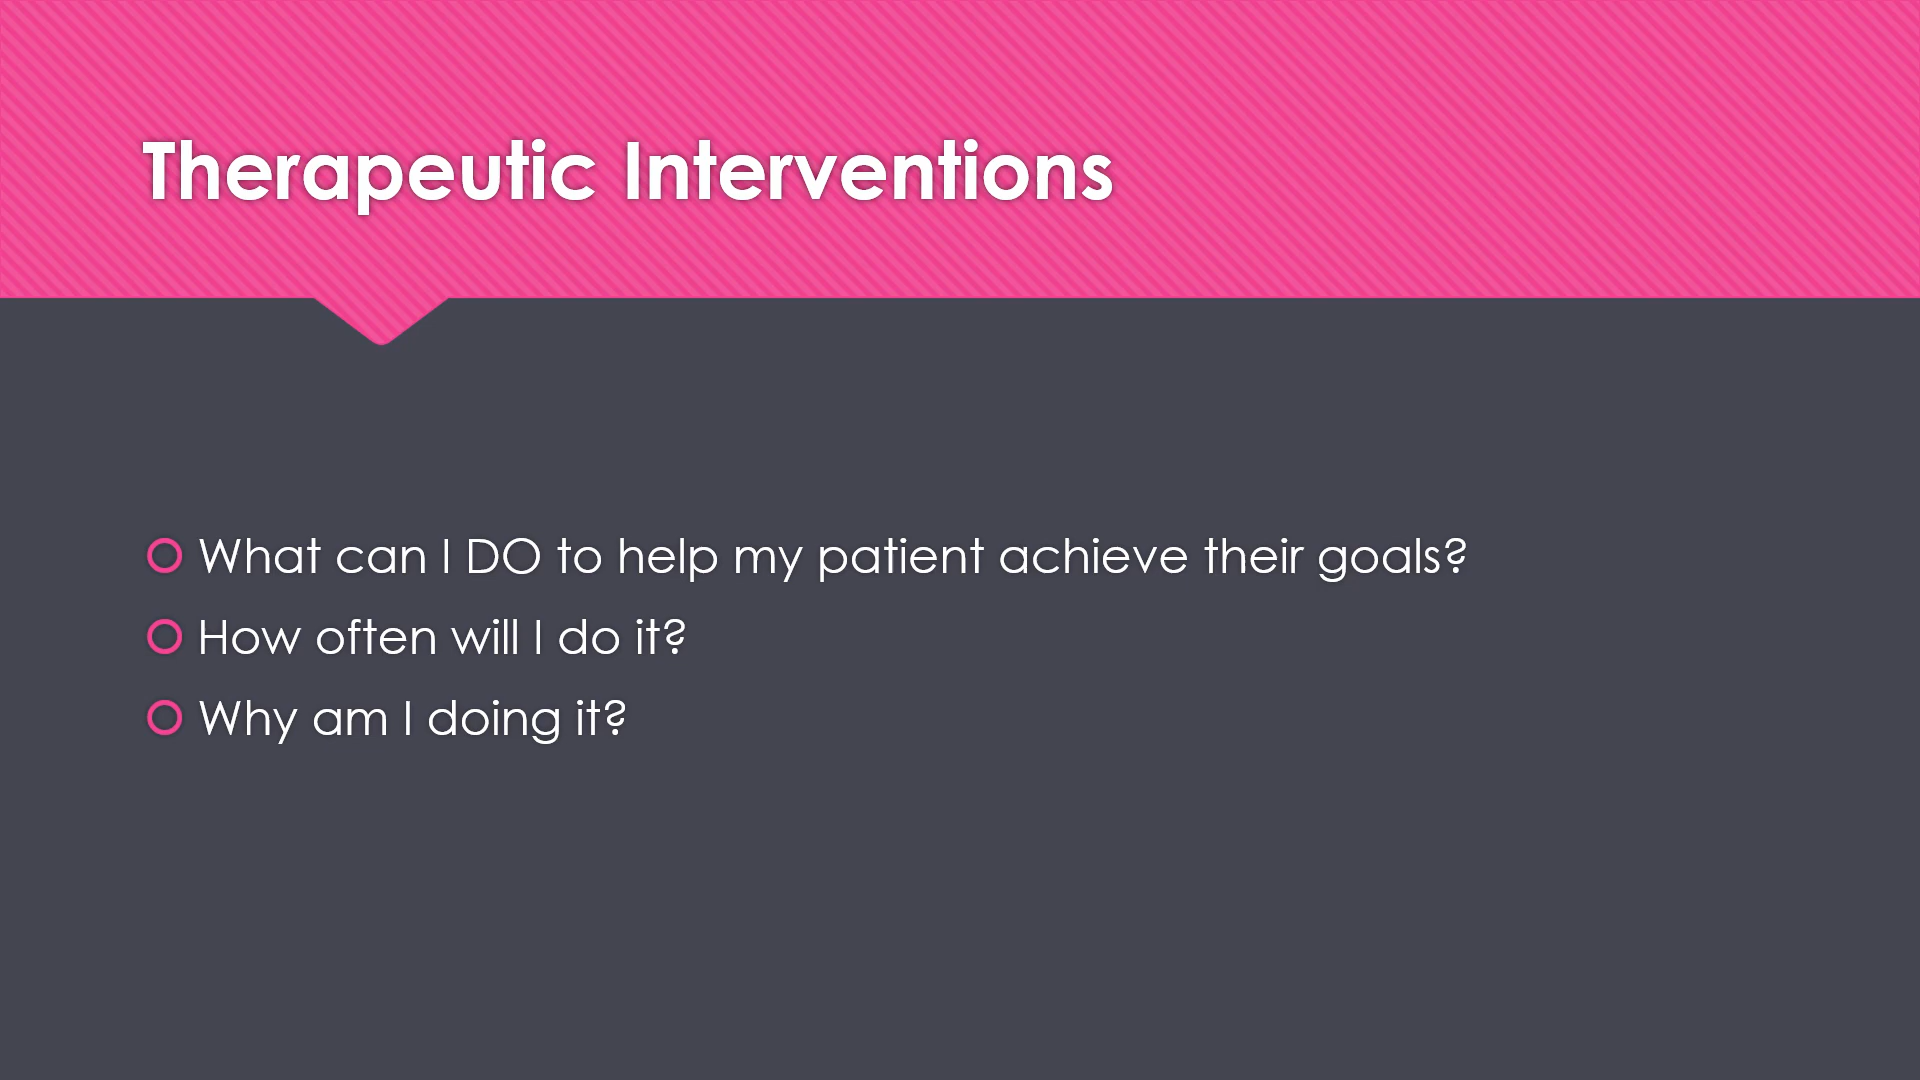 Therapeutic Interventions
What can I DO to help my patient achieve their goals?
How often will I do it?
Why am I doing it?